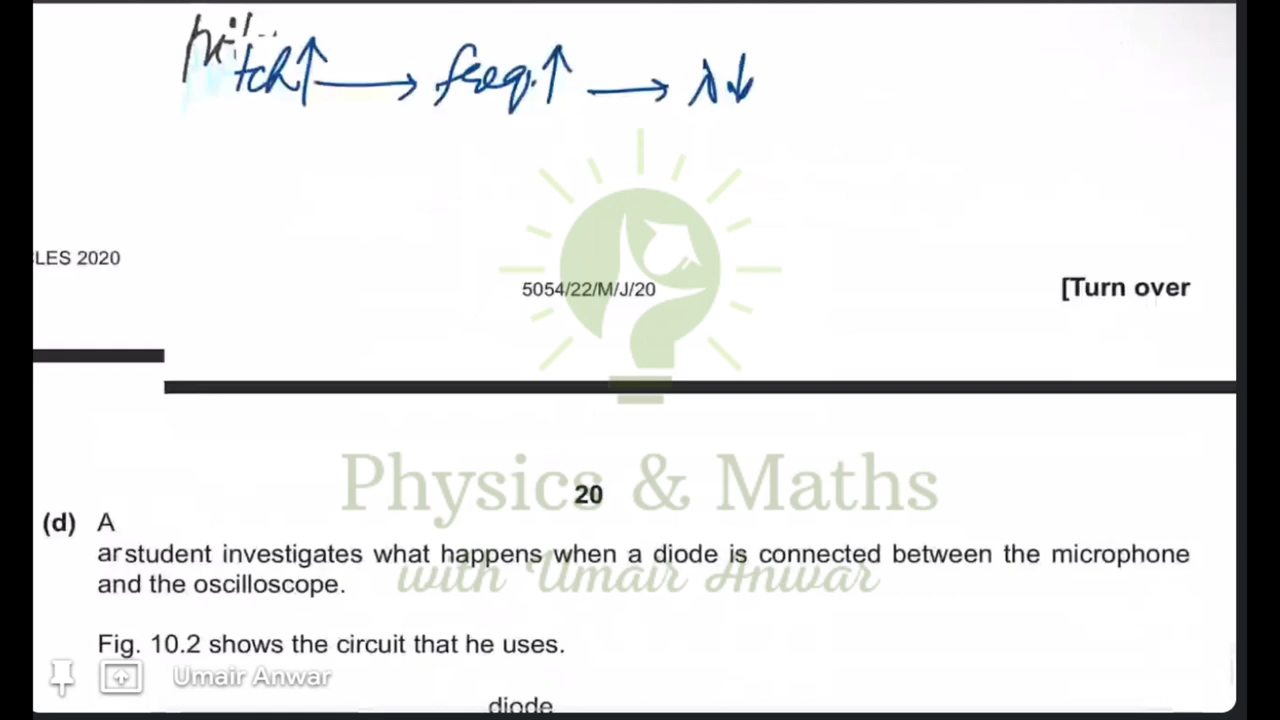 pitch↑ → freq.↑ → λ↓
LES 2020
5054/22/M/J/20
[Turn over
Physics & Maths
with Umair Anwar
20
(d) A
ar student investigates what happens when a diode is connected between the microphone
and the oscilloscope.
Fig. 10.2 shows the circuit that he uses.
Umair Anwar
diode